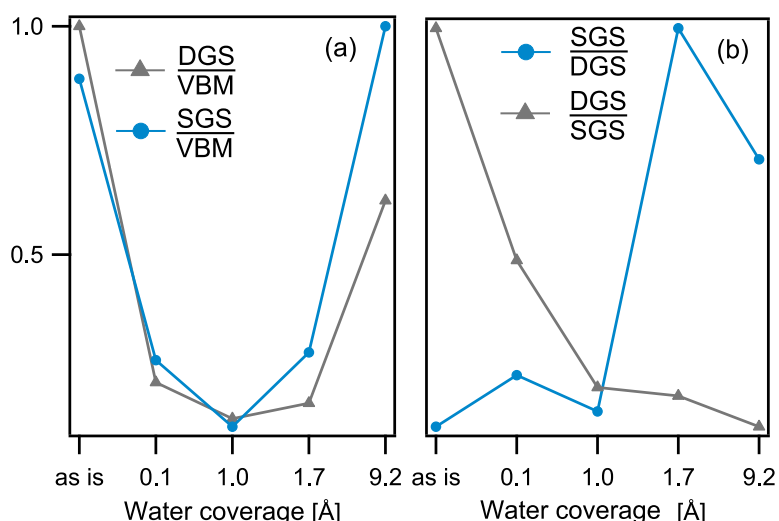 1.0
0.5
(a)
DGS
VBM
SGS
VBM
as is 0.1 1.0 1.7 9.2
Water coverage [Å]
(b)
SGS
DGS
DGS
SGS
as is 0.1 1.0 1.7 9.2
Water coverage [Å]